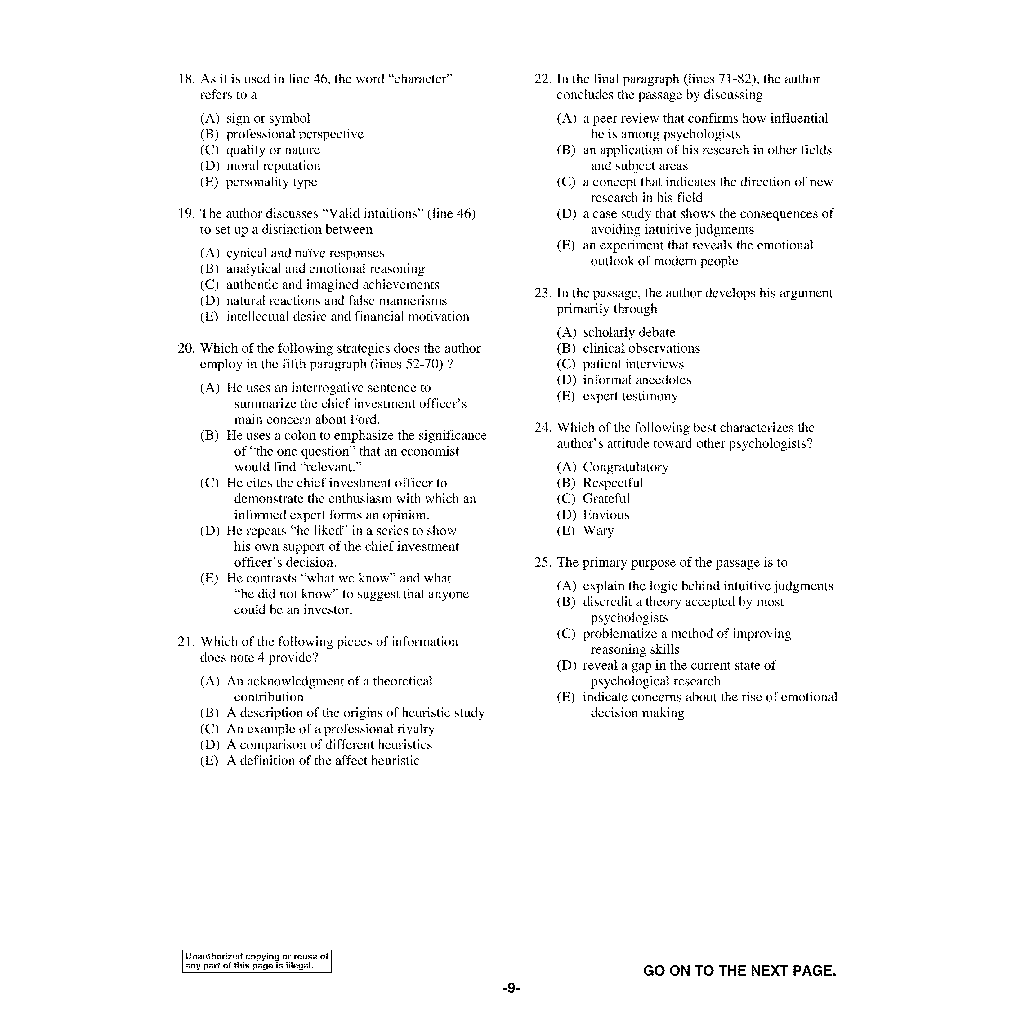 18. As it is used in line 46, the word “character”
refers to a
(A) sign or symbol
(B) professional perspective
(C) quality or nature
(D) moral reputation
(E) personality type
19. The author discusses “Valid intuitions” (line 46)
to set up a distinction between
(A) cynical and naïve responses
(B) analytical and emotional reasoning
(C) authentic and imagined achievements
(D) natural reactions and false mannerisms
(E) intellectual desire and financial motivation
20. Which of the following strategies does the author
employ in the fifth paragraph (lines 52-70) ?
(A) He uses an interrogative sentence to
summarize the chief investment officer’s
main concern about Ford.
(B) He uses a colon to emphasize the significance
of “the one question” that an economist
would find “relevant.”
(C) He cites the chief investment officer to
demonstrate the enthusiasm with which an
informed expert forms an opinion.
(D) He repeats “he liked” in a series to show
his own support of the chief investment
officer’s decision.
(E) He contrasts “what we know” and what
“he did not know” to suggest that anyone
could be an investor.
21. Which of the following pieces of information
does note 4 provide?
(A) An acknowledgment of a theoretical
contribution
(B) A description of the origins of heuristic study
(C) An example of a professional rivalry
(D) A comparison of different heuristics
(E) A definition of the affect heuristic
22. In the final paragraph (lines 71-82), the author
concludes the passage by discussing
(A) a peer review that confirms how influential
he is among psychologists
(B) an application of his research in other fields
and subject areas
(C) a concept that indicates the direction of new
research in his field
(D) a case study that shows the consequences of
avoiding intuitive judgments
(E) an experiment that reveals the emotional
outlook of modern people
23. In the passage, the author develops his argument
primarily through
(A) scholarly debate
(B) clinical observations
(C) patient interviews
(D) informal anecdotes
(E) expert testimony
24. Which of the following best characterizes the
author’s attitude toward other psychologists?
(A) Congratulatory
(B) Respectful
(C) Grateful
(D) Envious
(E) Wary
25. The primary purpose of the passage is to
(A) explain the logic behind intuitive judgments
(B) discredit a theory accepted by most
psychologists
(C) problematize a method of improving
reasoning skills
(D) reveal a gap in the current state of
psychological research
(E) indicate concerns about the rise of emotional
decision making
Unauthorized copying or reuse of
any part of this page is illegal.
GO ON TO THE NEXT PAGE.
-9-